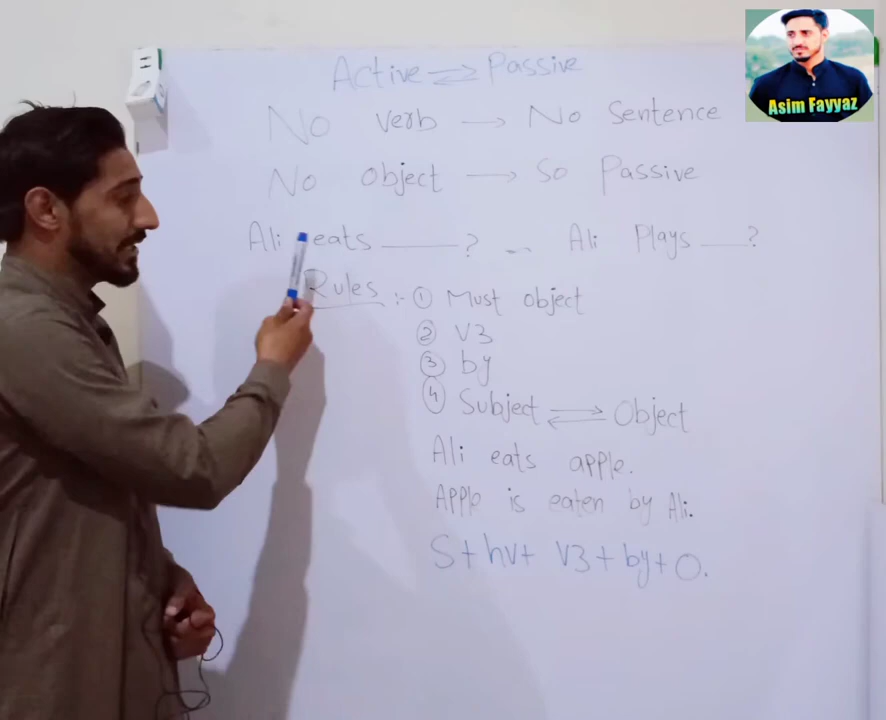 Asim Fayyaz
Active ⇌ Passive
No verb → No Sentence
No object → So Passive
Ali eats ____? -- Ali Plays ___?
Rules :- ① Must object
② V3
③ by
④ Subject ⇌ Object
Ali eats apple.
Apple is eaten by Ali.
S + hv + V3 + by + O.